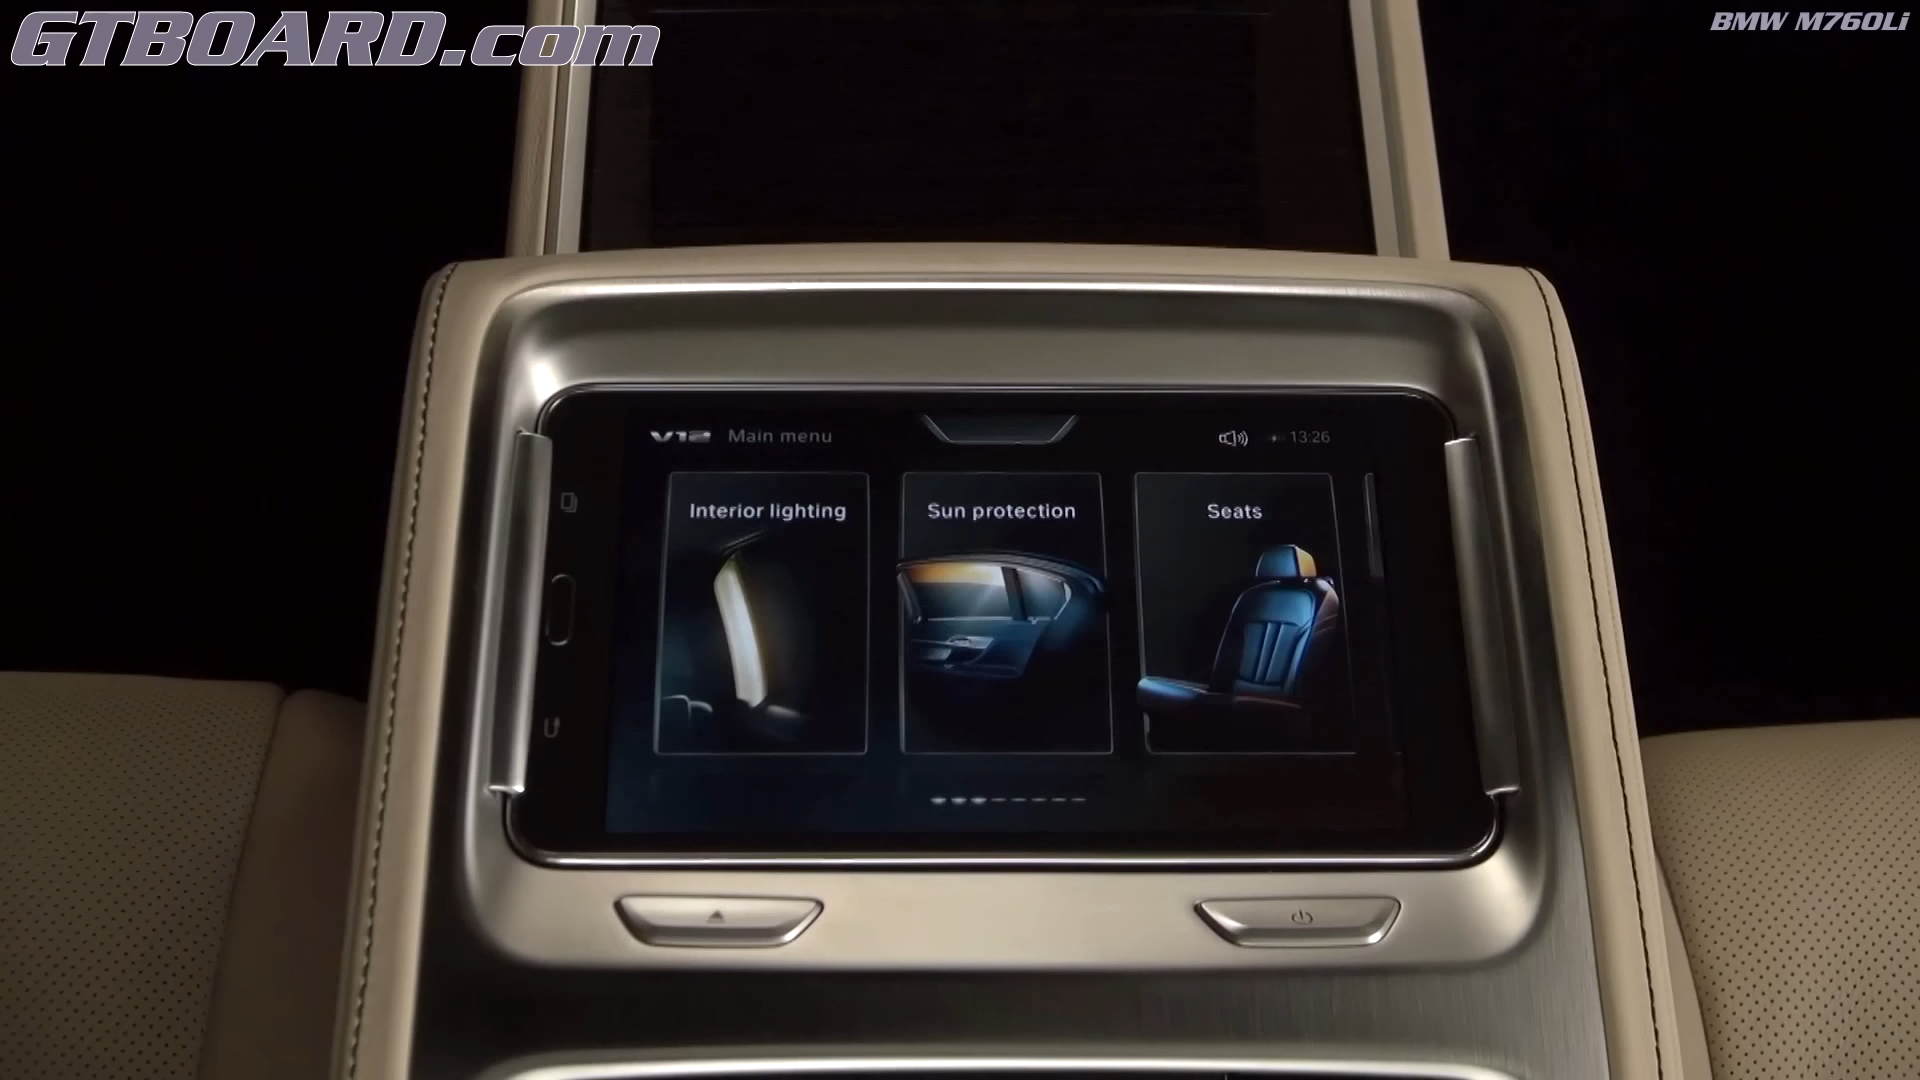 GTBOARD.com
BMW M760Li
V12 Main menu
13:26
Interior lighting
Sun protection
Seats